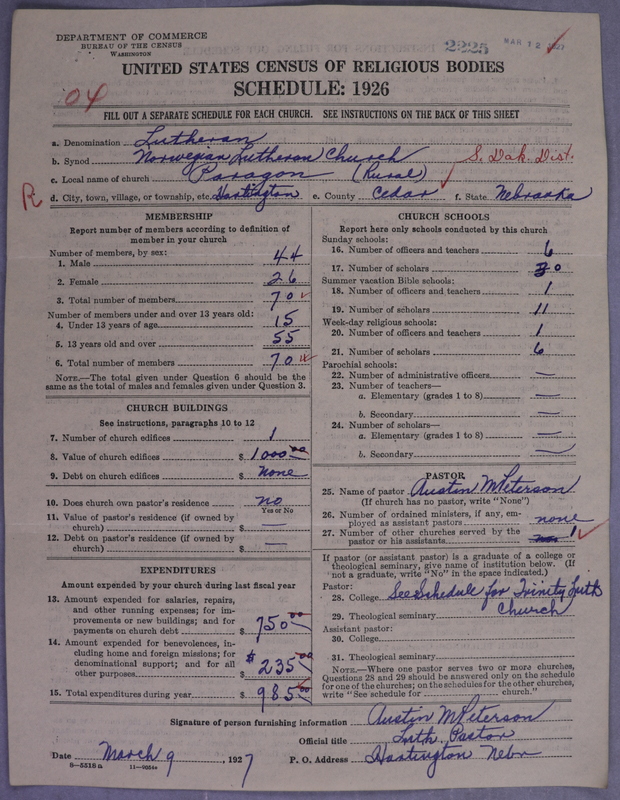 DEPARTMENT OF COMMERCE
BUREAU OF THE CENSUS
WASHINGTON
2225
MAR 12 1927
UNITED STATES CENSUS OF RELIGIOUS BODIES
SCHEDULE: 1926
04
FILL OUT A SEPARATE SCHEDULE FOR EACH CHURCH. SEE INSTRUCTIONS ON THE BACK OF THIS SHEET
a. Denomination Lutheran
b. Synod Norwegian Lutheran Church S. Dak. Dist.
c. Local name of church Paragon (Rural)
R d. City, town, village, or township, etc. Hartington e. County Cedar f. State Nebraska
MEMBERSHIP
Report number of members according to definition of
member in your church
Number of members, by sex:
1. Male 44
2. Female 26
3. Total number of members 70
Number of members under and over 13 years old:
4. Under 13 years of age 15
5. 13 years old and over 55
6. Total number of members 70
NOTE.—The total given under Question 6 should be the
same as the total of males and females given under Question 3.
CHURCH BUILDINGS
See instructions, paragraphs 10 to 12
7. Number of church edifices 1
8. Value of church edifices $ 1000 00
9. Debt on church edifices $ None
10. Does church own pastor's residence no
Yes or No
11. Value of pastor's residence (if owned by
church) $ —
12. Debt on pastor's residence (if owned by
church) $ —
EXPENDITURES
Amount expended by your church during last fiscal year
13. Amount expended for salaries, repairs,
and other running expenses; for im-
provements or new buildings; and for
payments on church debt $ 750 00
14. Amount expended for benevolences, in-
cluding home and foreign missions; for
denominational support; and for all
other purposes $ 235 00
15. Total expenditures during year $ 985 00
CHURCH SCHOOLS
Report here only schools conducted by this church
Sunday schools:
16. Number of officers and teachers 6
17. Number of scholars 30
Summer vacation Bible schools:
18. Number of officers and teachers 1
19. Number of scholars 11
Week-day religious schools:
20. Number of officers and teachers 1
21. Number of scholars 6
Parochial schools:
22. Number of administrative officers —
23. Number of teachers—
a. Elementary (grades 1 to 8) —
b. Secondary —
24. Number of scholars—
a. Elementary (grades 1 to 8) —
b. Secondary —
PASTOR
25. Name of pastor Austin M Peterson
(If church has no pastor, write "None")
26. Number of ordained ministers, if any, em-
ployed as assistant pastors none
27. Number of other churches served by the
pastor or his assistants 1
If pastor (or assistant pastor) is a graduate of a college or
theological seminary, give name of institution below. (If
not a graduate, write "No" in the space indicated.)
Pastor:
28. College See Schedule for Trinity Luth
29. Theological seminary Church
Assistant pastor:
30. College
31. Theological seminary
NOTE.—Where one pastor serves two or more churches,
Questions 28 and 29 should be answered only on the schedule
for one of the churches; on the schedules for the other churches,
write "See schedule for church."
Signature of person furnishing information Austin M Peterson
Official title Luth. Pastor
Date March 9, 1927 P. O. Address Hartington Nebr
8—5518a 11—9054